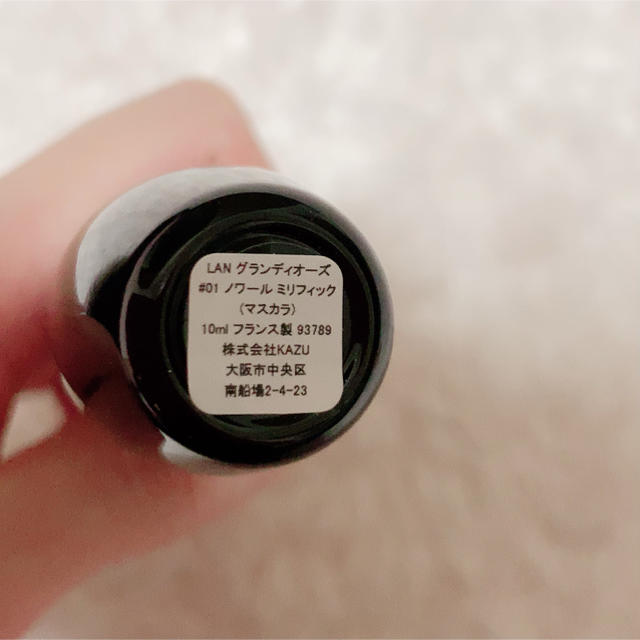 LAN グランディオーズ
#01 ノワール ミリフィック
(マスカラ)
10ml フランス製 93789
株式会社KAZU
大阪市中央区
南船場2-4-23